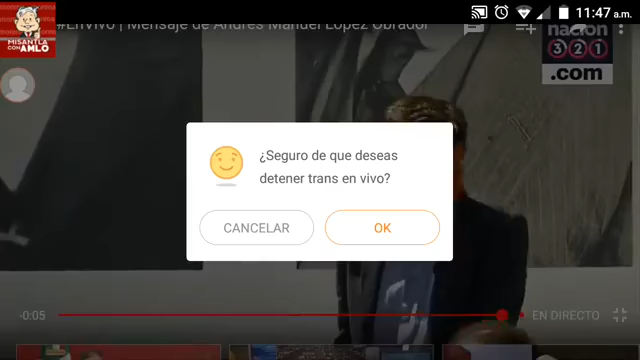 #EnVivo | Mensaje de Andrés Manuel López Obrador
11:47 a.m.
MISANTLA
CON AMLO
nación
321
.com
¿Seguro de que deseas
detener trans en vivo?
CANCELAR
OK
-0:05
EN DIRECTO